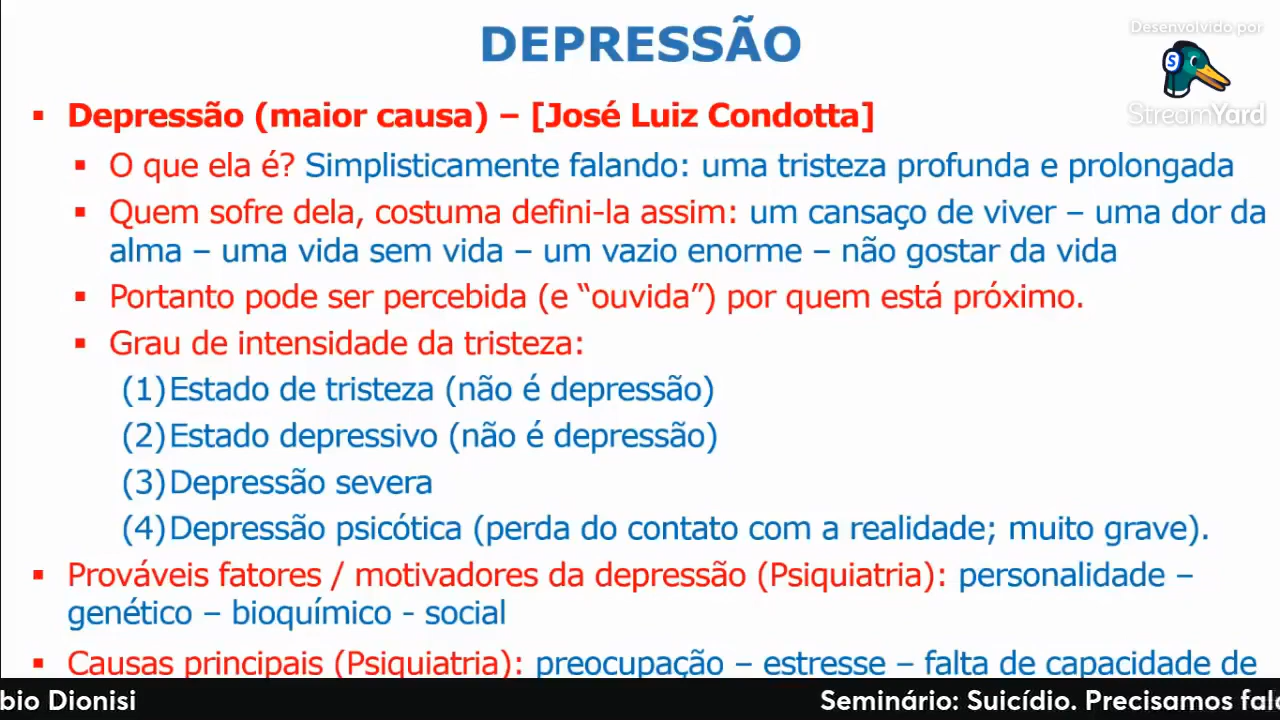 DEPRESSÃO
Desenvolvido por
S
StreamYard
▪ Depressão (maior causa) – [José Luiz Condotta]
▪ O que ela é? Simplisticamente falando: uma tristeza profunda e prolongada
▪ Quem sofre dela, costuma defini-la assim: um cansaço de viver – uma dor da
alma – uma vida sem vida – um vazio enorme – não gostar da vida
▪ Portanto pode ser percebida (e “ouvida”) por quem está próximo.
▪ Grau de intensidade da tristeza:
(1)Estado de tristeza (não é depressão)
(2)Estado depressivo (não é depressão)
(3)Depressão severa
(4)Depressão psicótica (perda do contato com a realidade; muito grave).
▪ Prováveis fatores / motivadores da depressão (Psiquiatria): personalidade –
genético – bioquímico - social
▪ Causas principais (Psiquiatria): preocupação – estresse – falta de capacidade de
bio Dionisi
Seminário: Suicídio. Precisamos fala